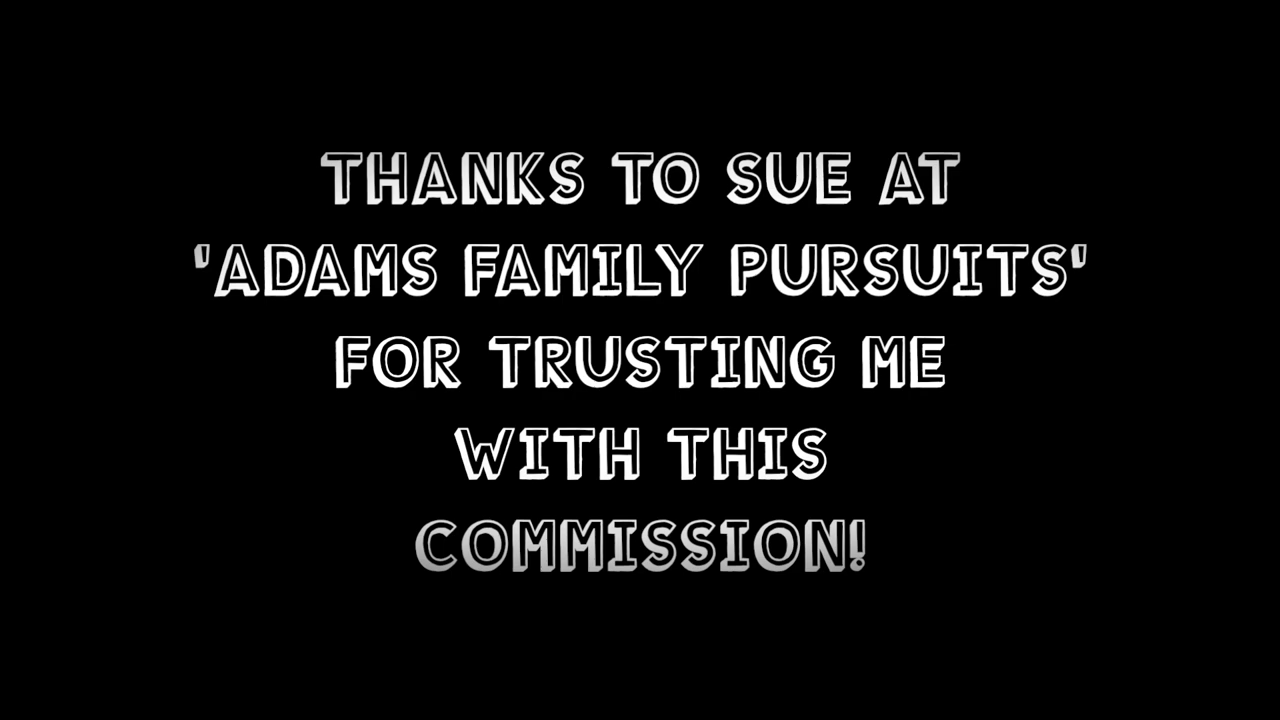 THANKS TO SUE AT
'ADAMS FAMILY PURSUITS'
FOR TRUSTING ME
WITH THIS
COMMISSION!